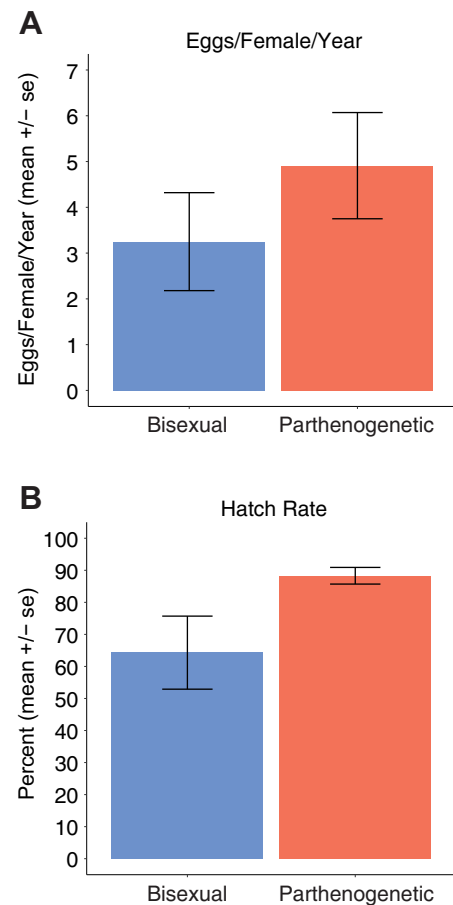 A
Eggs/Female/Year
Eggs/Female/Year (mean +/− se)
7
6
5
4
3
2
1
0
Bisexual Parthenogenetic
B
Hatch Rate
Percent (mean +/− se)
100
90
80
70
60
50
40
30
20
10
0
Bisexual Parthenogenetic